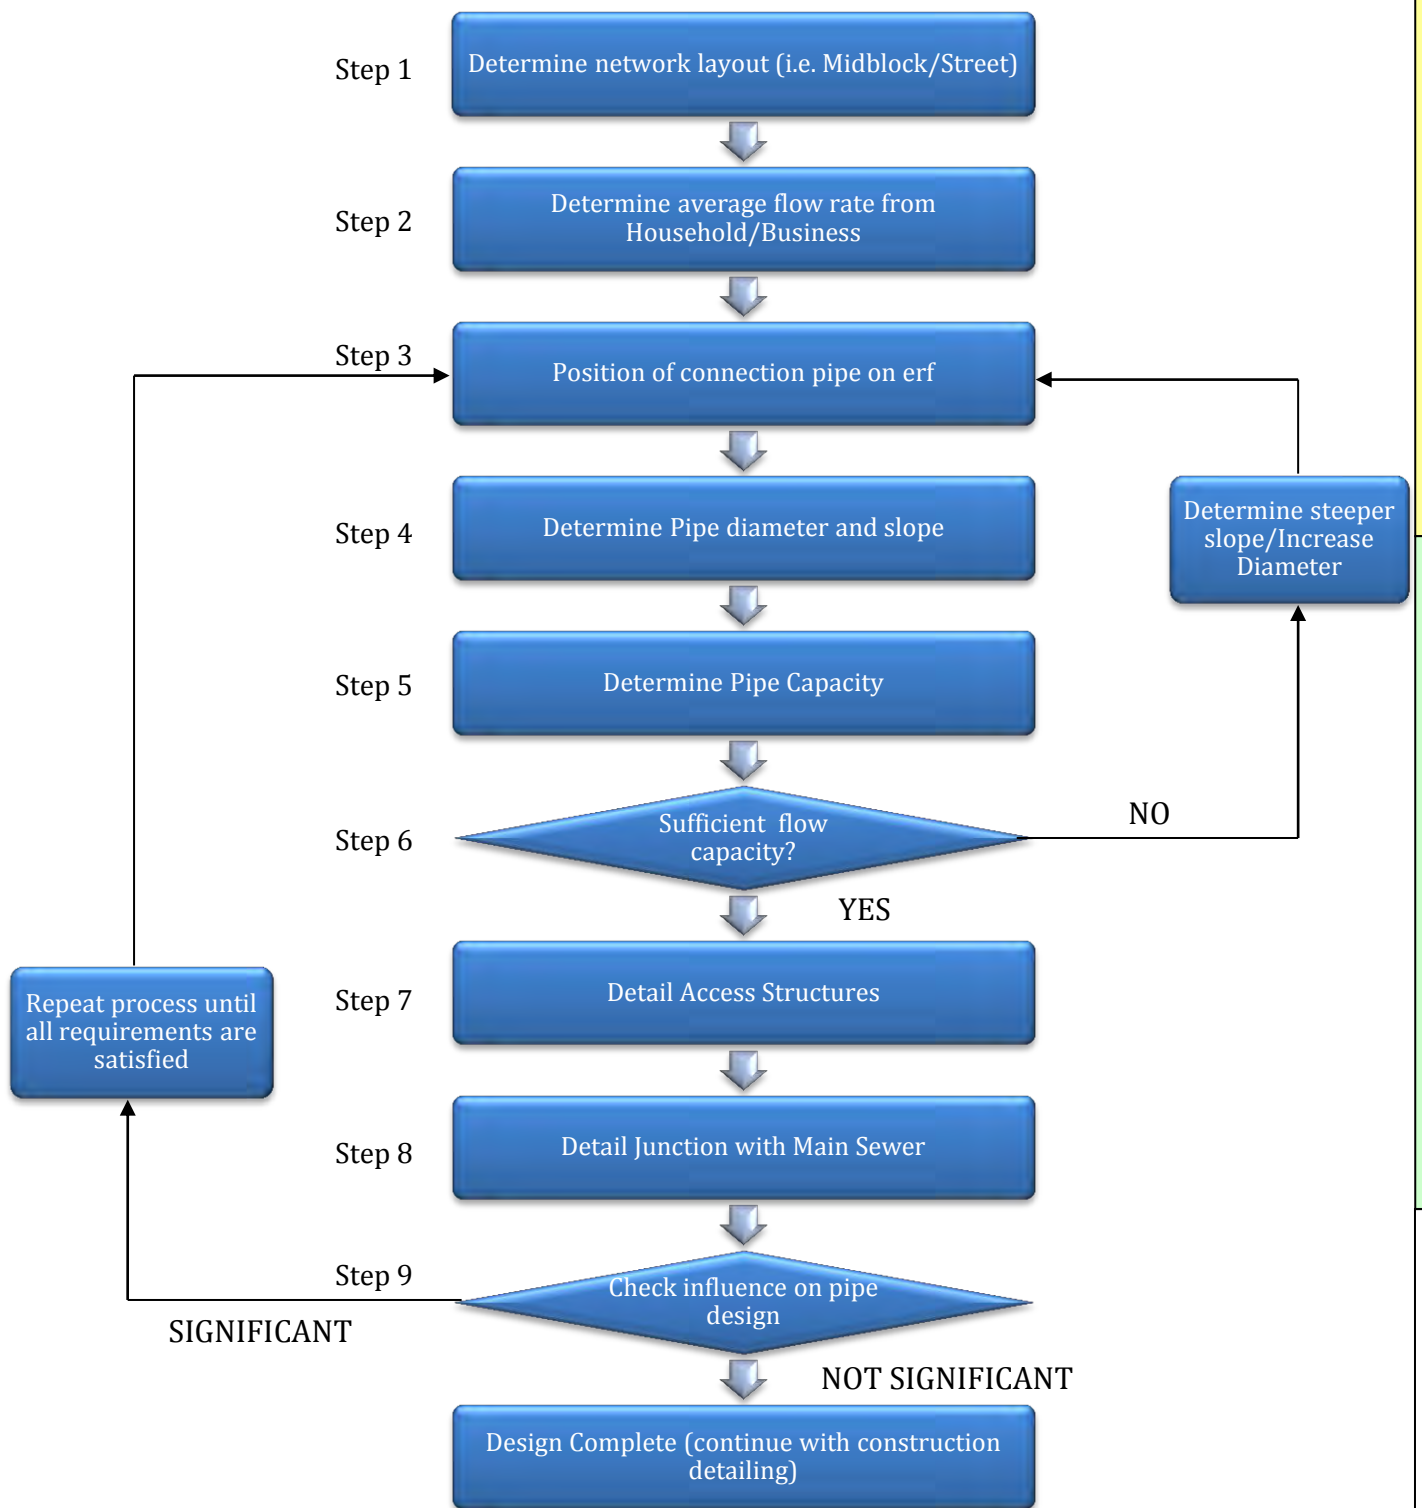 Step 1
Determine network layout (i.e. Midblock/Street)
Step 2
Determine average flow rate from
Household/Business
Step 3
Position of connection pipe on erf
Step 4
Determine Pipe diameter and slope
Determine steeper
slope/Increase
Diameter
Step 5
Determine Pipe Capacity
Step 6
Sufficient flow
capacity?
NO
YES
Step 7
Detail Access Structures
Repeat process until
all requirements are
satisfied
Step 8
Detail Junction with Main Sewer
Step 9
Check influence on pipe
design
SIGNIFICANT
NOT SIGNIFICANT
Design Complete (continue with construction
detailing)